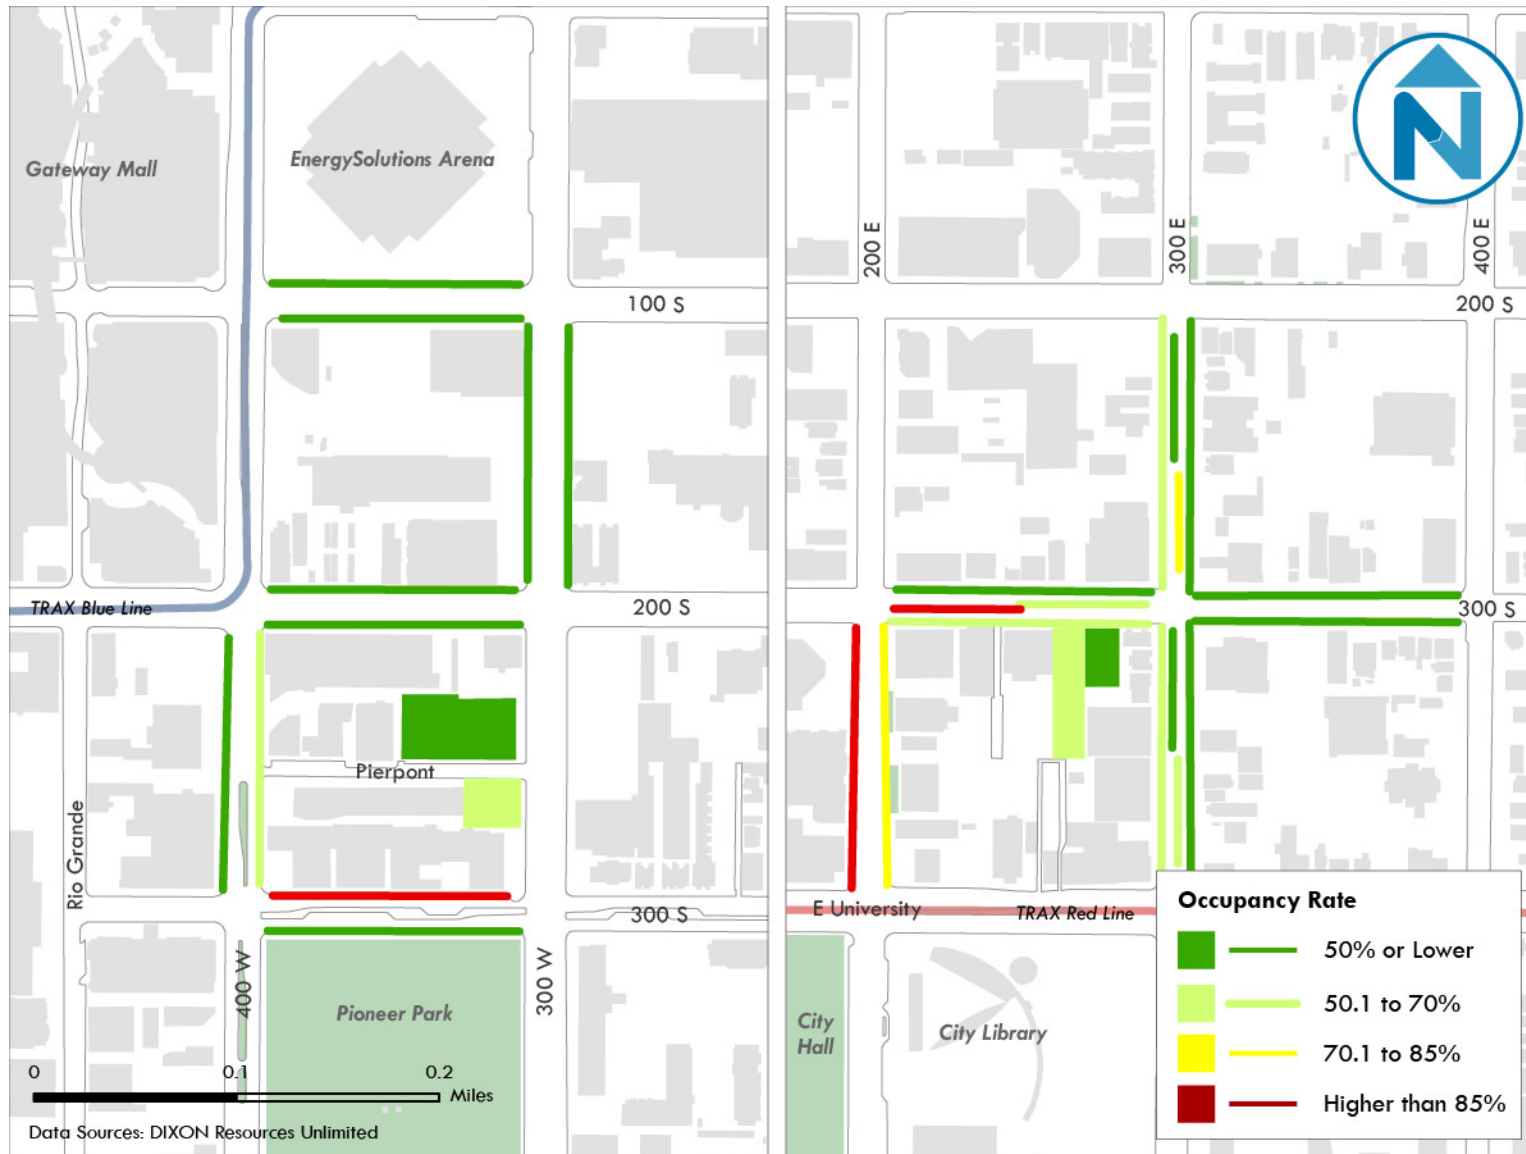 Gateway Mall
EnergySolutions Arena
N
200 E
300 E
400 E
100 S
200 S
TRAX Blue Line
200 S
300 S
Pierpont
Rio Grande
300 S
E University
TRAX Red Line
400 W
300 W
Pioneer Park
City
Hall
City Library
Occupancy Rate
50% or Lower
50.1 to 70%
70.1 to 85%
Higher than 85%
0 0.1 0.2
Miles
Data Sources: DIXON Resources Unlimited